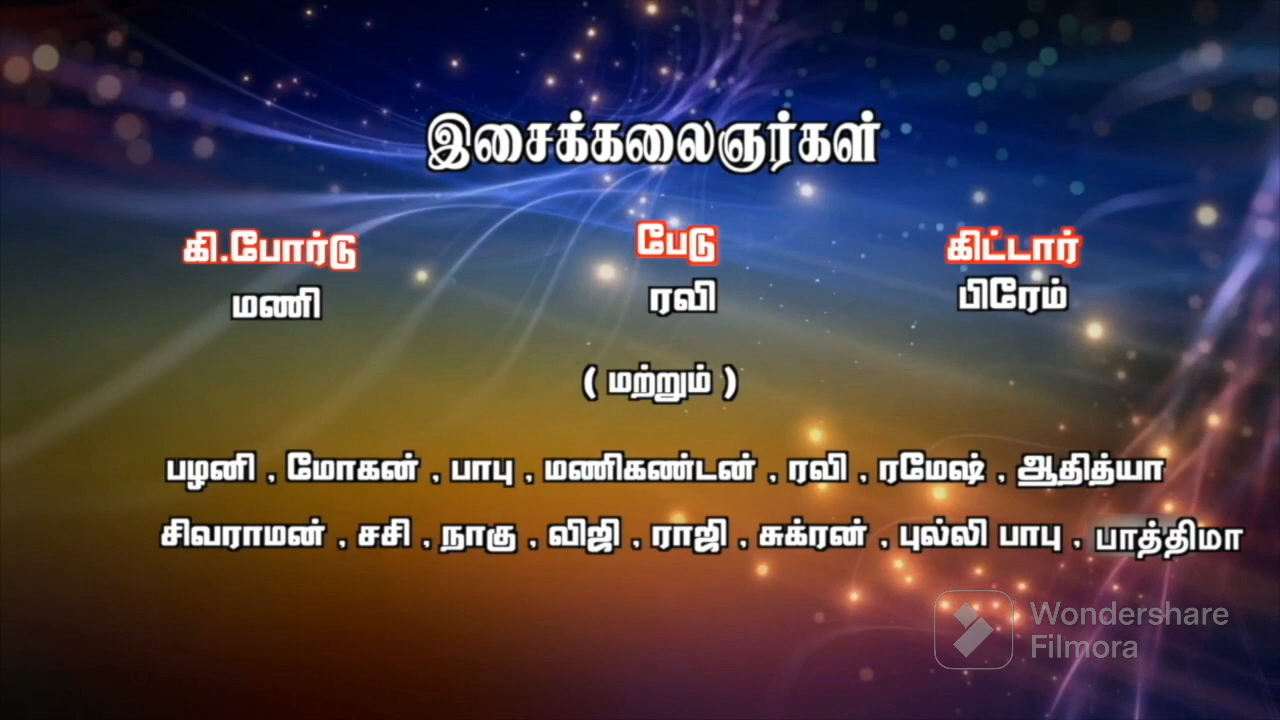 இசைக்கலைஞர்கள்
கி.போர்டு பேடு கிட்டார்
மணி ரவி பிரேம்
( மற்றும் )
பழனி , மோகன் , பாபு , மணிகண்டன் , ரவி , ரமேஷ் , ஆதித்யா
சிவராமன் , சசி , நாகு , விஜி , ராஜி , சுக்ரன் , புல்லி பாபு , பாத்திமா
Wondershare
Filmora